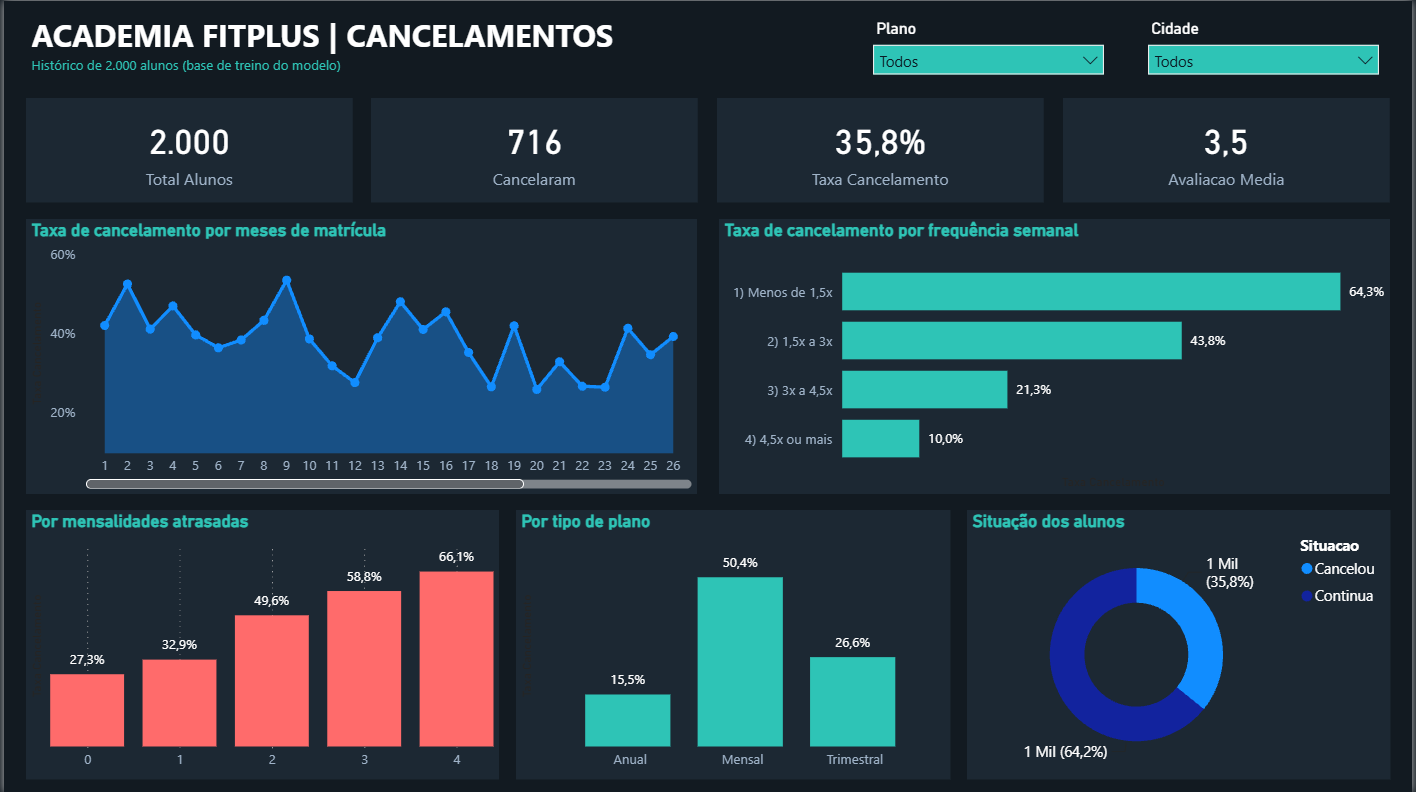 ACADEMIA FITPLUS | CANCELAMENTOS
Histórico de 2.000 alunos (base de treino do modelo)
Plano
Todos
Cidade
Todos
2.000
Total Alunos
716
Cancelaram
35,8%
Taxa Cancelamento
3,5
Avaliacao Media
Taxa de cancelamento por meses de matrícula
60%
40%
20%
1 2 3 4 5 6 7 8 9 10 11 12 13 14 15 16 17 18 19 20 21 22 23 24 25 26
Taxa de cancelamento por frequência semanal
1) Menos de 1,5x 64,3%
2) 1,5x a 3x 43,8%
3) 3x a 4,5x 21,3%
4) 4,5x ou mais 10,0%
Por mensalidades atrasadas
27,3% 32,9% 49,6% 58,8% 66,1%
0 1 2 3 4
Por tipo de plano
15,5% 50,4% 26,6%
Anual Mensal Trimestral
Situação dos alunos
1 Mil
(35,8%)
1 Mil (64,2%)
Situacao
Cancelou
Continua